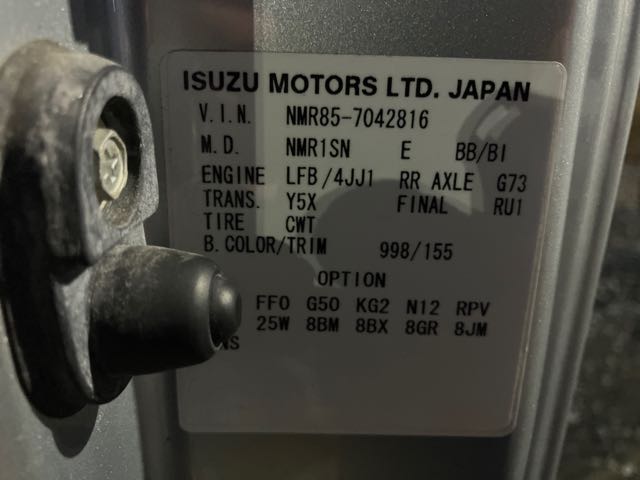 ISUZU MOTORS LTD. JAPAN
V.I.N. NMR85-7042816
M.D. NMR1SN E BB/BI
ENGINE LFB/4JJ1 RR AXLE G73
TRANS. Y5X FINAL RU1
TIRE CWT
B.COLOR/TRIM 998/155
OPTION
FF0 G50 KG2 N12 RPV
25W 8BM 8BX 8GR 8JM